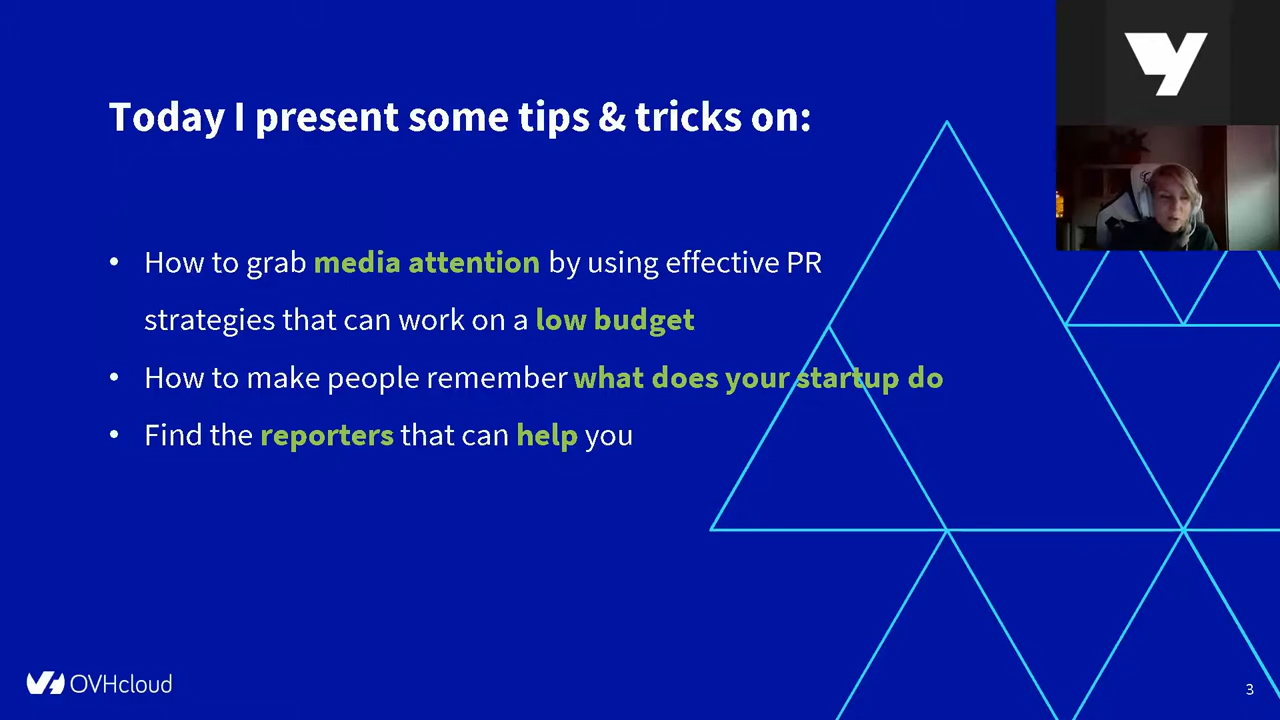 Today I present some tips & tricks on:
• How to grab media attention by using effective PR
strategies that can work on a low budget
• How to make people remember what does your startup do
• Find the reporters that can help you
OVHcloud
3